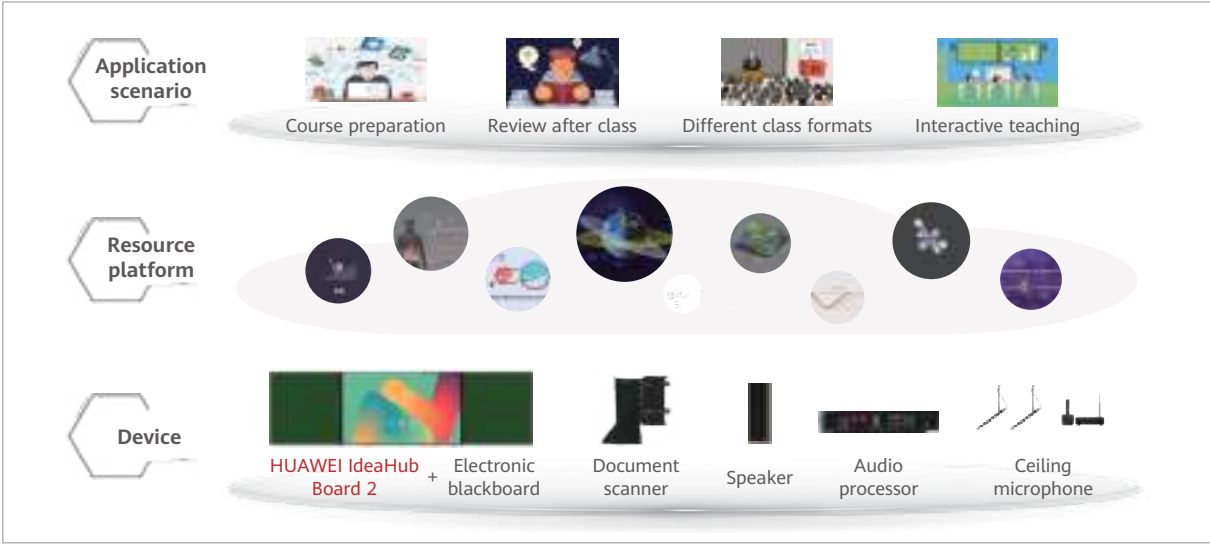 Application
scenario
Course preparation
Review after class
Different class formats
Interactive teaching
Resource
platform
Device
HUAWEI IdeaHub
Board 2
+
Electronic
blackboard
Document
scanner
Speaker
Audio
processor
Ceiling
microphone